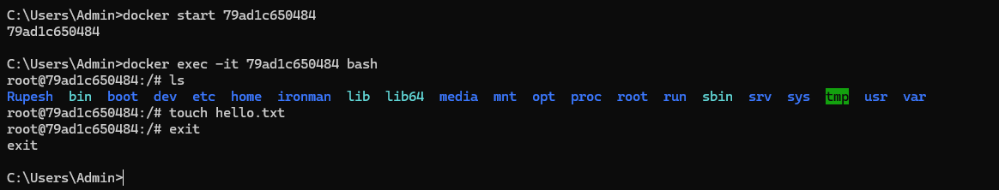 C:\Users\Admin>docker start 79ad1c650484
79ad1c650484
C:\Users\Admin>docker exec -it 79ad1c650484 bash
root@79ad1c650484:/# ls
Rupesh bin boot dev etc home ironman lib lib64 media mnt opt proc root run sbin srv sys tmp usr var
root@79ad1c650484:/# touch hello.txt
root@79ad1c650484:/# exit
exit
C:\Users\Admin>